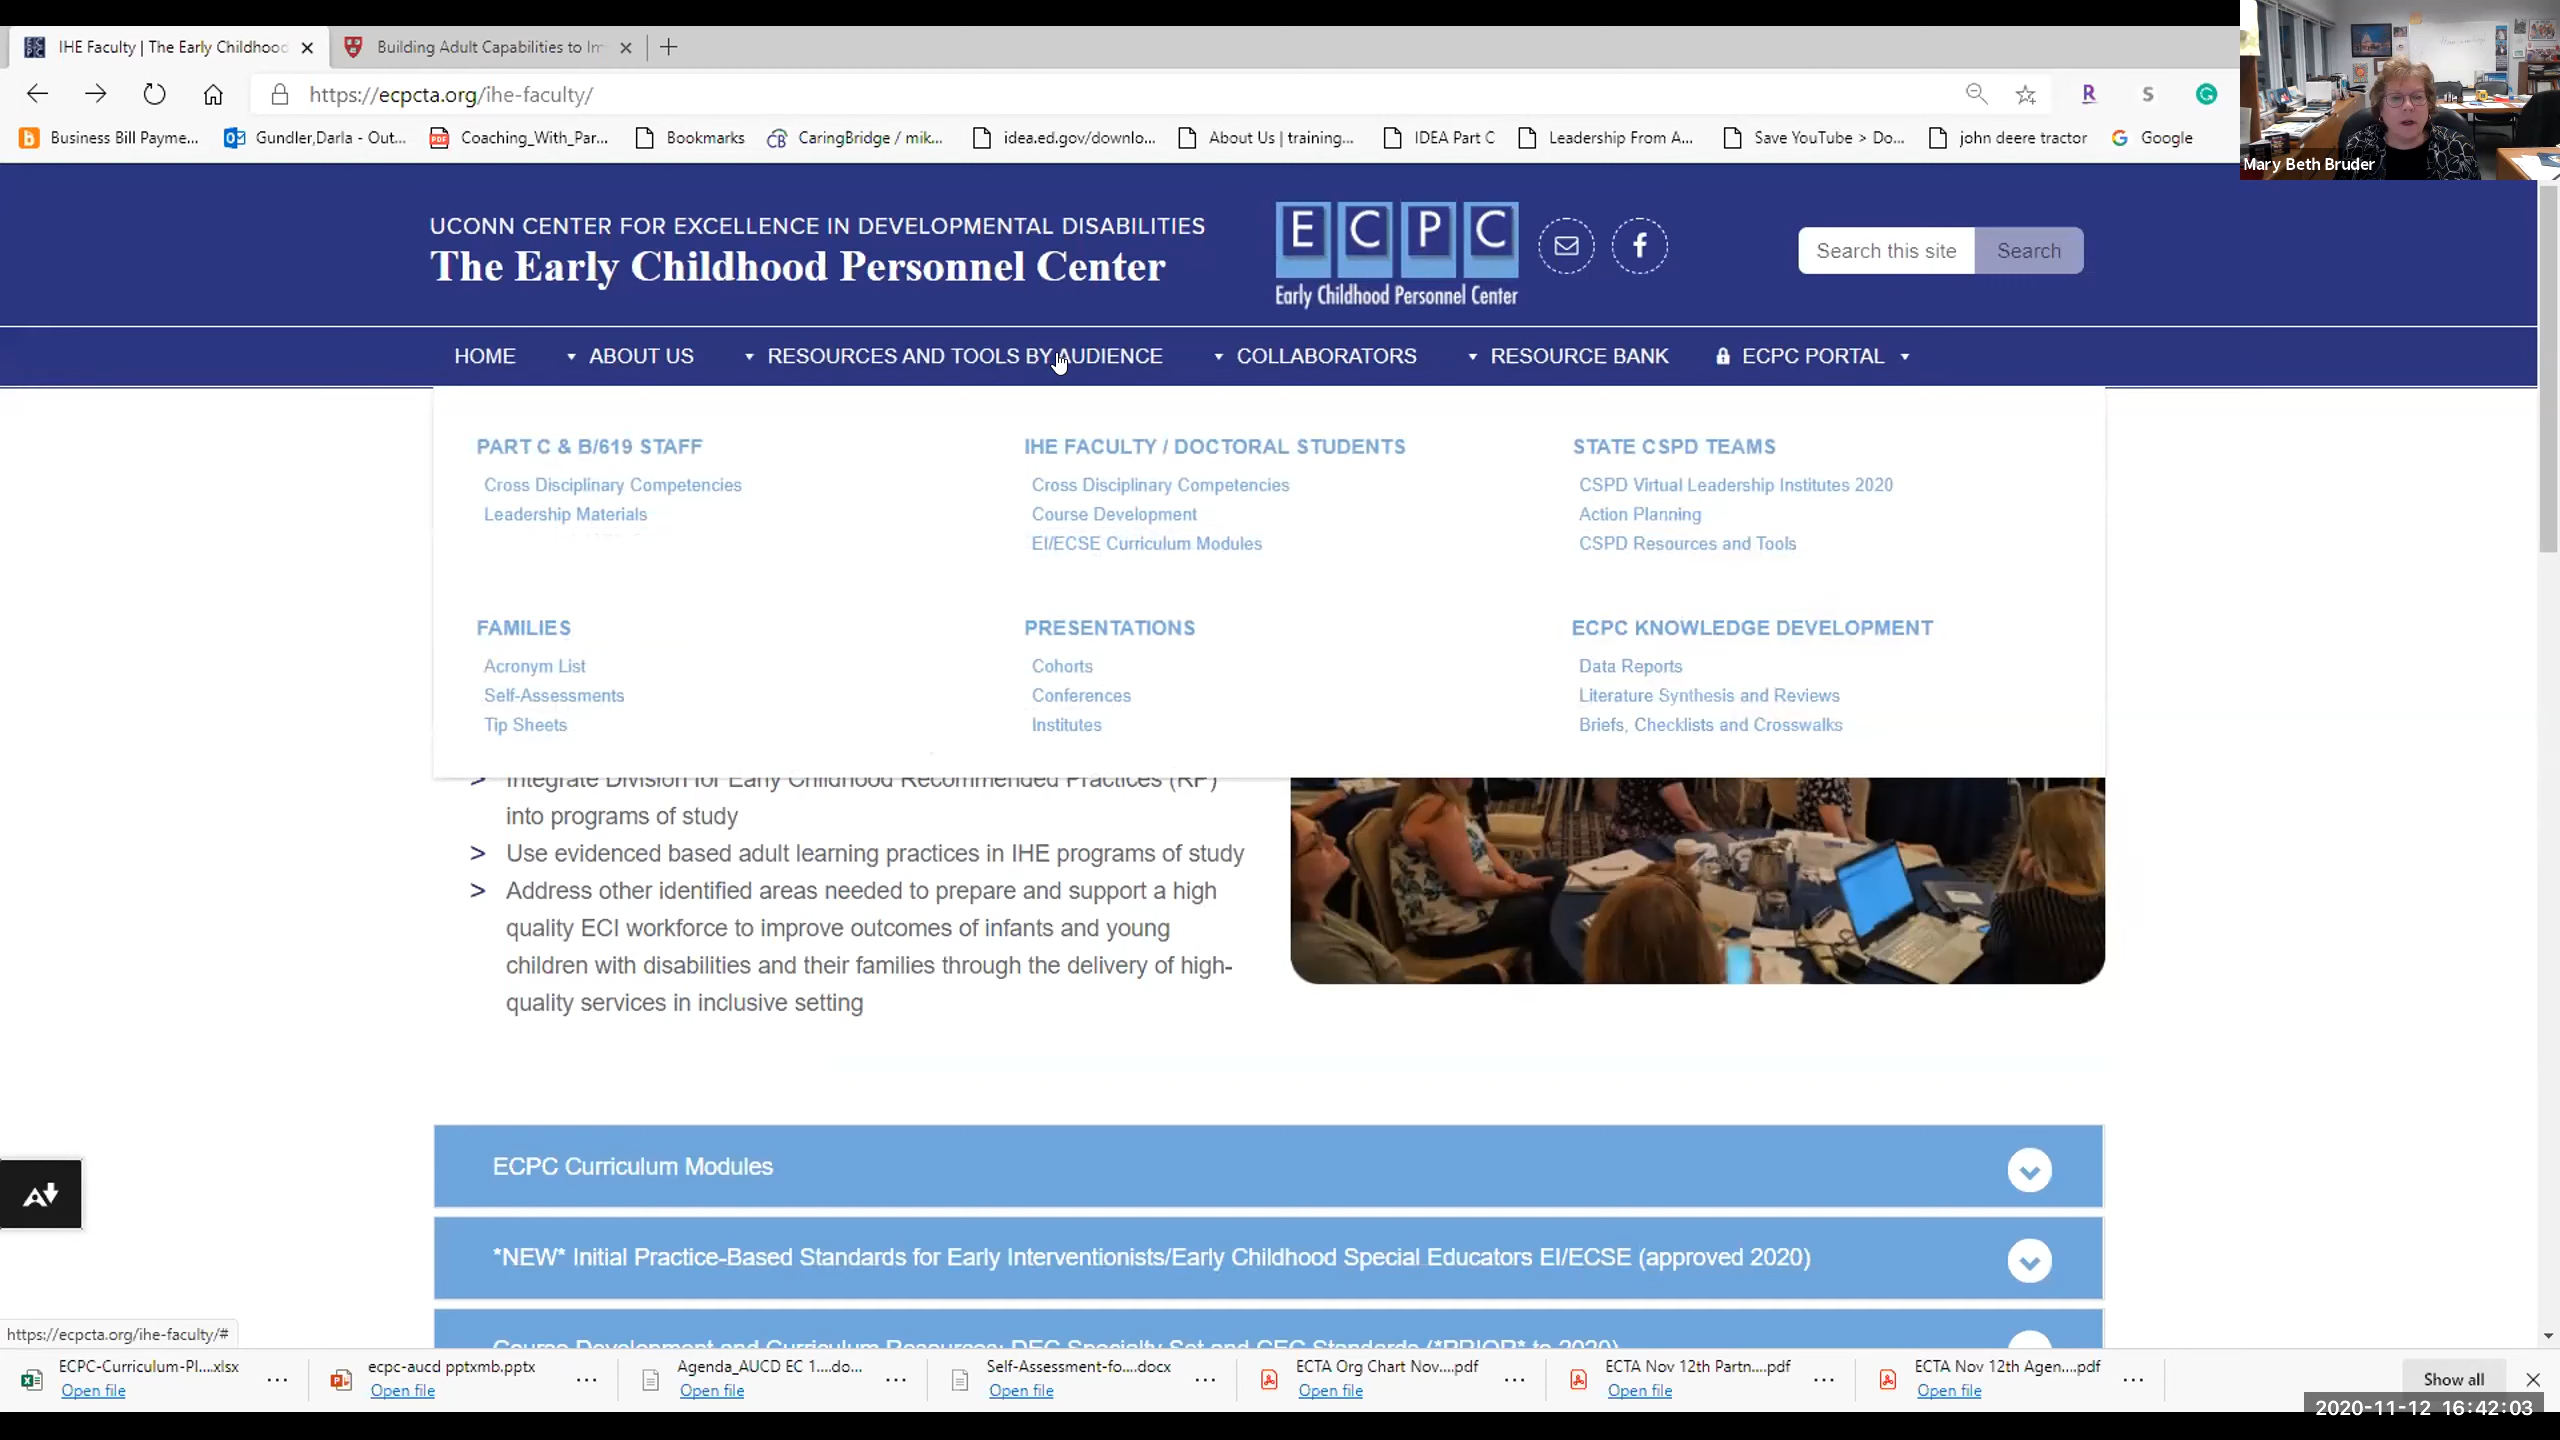 IHE Faculty | The Early Childhood
Building Adult Capabilities to Im
https://ecpcta.org/ihe-faculty/
R
S
G
Business Bill Payme...
Gundler,Darla - Out...
Coaching_With_Par...
Bookmarks
CaringBridge / mik...
idea.ed.gov/downlo...
About Us | training...
IDEA Part C
Leadership From A...
Save YouTube > Do...
john deere tractor
Google
Mary Beth Bruder
UCONN CENTER FOR EXCELLENCE IN DEVELOPMENTAL DISABILITIES
The Early Childhood Personnel Center
E C P C
Early Childhood Personnel Center
Search this site
Search
HOME
ABOUT US
RESOURCES AND TOOLS BY AUDIENCE
COLLABORATORS
RESOURCE BANK
ECPC PORTAL
PART C & B/619 STAFF
Cross Disciplinary Competencies
Leadership Materials
IHE FACULTY / DOCTORAL STUDENTS
Cross Disciplinary Competencies
Course Development
EI/ECSE Curriculum Modules
STATE CSPD TEAMS
CSPD Virtual Leadership Institutes 2020
Action Planning
CSPD Resources and Tools
FAMILIES
Acronym List
Self-Assessments
Tip Sheets
PRESENTATIONS
Cohorts
Conferences
Institutes
ECPC KNOWLEDGE DEVELOPMENT
Data Reports
Literature Synthesis and Reviews
Briefs, Checklists and Crosswalks
> Integrate Division for Early Childhood Recommended Practices (RP)
into programs of study
> Use evidenced based adult learning practices in IHE programs of study
> Address other identified areas needed to prepare and support a high
quality ECI workforce to improve outcomes of infants and young
children with disabilities and their families through the delivery of high-
quality services in inclusive setting
ECPC Curriculum Modules
*NEW* Initial Practice-Based Standards for Early Interventionists/Early Childhood Special Educators EI/ECSE (approved 2020)
Course Development and Curriculum Resources: DEC Specialty Set and CEC Standards (*PRIOR* to 2020)
https://ecpcta.org/ihe-faculty/#
ECPC-Curriculum-Pl....xlsx
Open file
ecpc-aucd pptxmb.pptx
Open file
Agenda_AUCD EC 1....do...
Open file
Self-Assessment-fo....docx
Open file
ECTA Org Chart Nov....pdf
Open file
ECTA Nov 12th Partn....pdf
Open file
ECTA Nov 12th Agen....pdf
Open file
Show all
2020-11-12 16:42:03